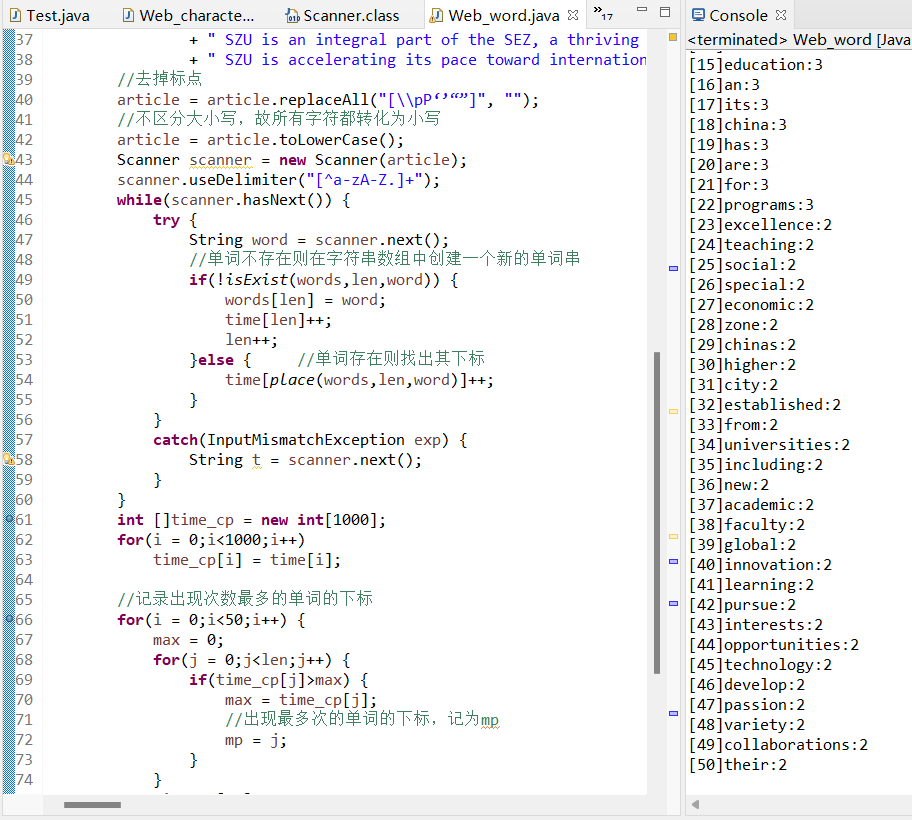 Test.java Web_characte... Scanner.class Web_word.java »17
37 + " SZU is an integral part of the SEZ, a thriving
38 + " SZU is accelerating its pace toward internation
39 //去掉标点
40 article = article.replaceAll("[\\pP‘’“”]", "");
41 //不区分大小写，故所有字符都转化为小写
42 article = article.toLowerCase();
43 Scanner scanner = new Scanner(article);
44 scanner.useDelimiter("[^a-zA-Z.]+");
45 while(scanner.hasNext()) {
46 try {
47 String word = scanner.next();
48 //单词不存在则在字符串数组中创建一个新的单词串
49 if(!isExist(words,len,word)) {
50 words[len] = word;
51 time[len]++;
52 len++;
53 }else { //单词存在则找出其下标
54 time[place(words,len,word)]++;
55 }
56 }
57 catch(InputMismatchException exp) {
58 String t = scanner.next();
59 }
60 }
61 int []time_cp = new int[1000];
62 for(i = 0;i<1000;i++)
63 time_cp[i] = time[i];
64
65 //记录出现次数最多的单词的下标
66 for(i = 0;i<50;i++) {
67 max = 0;
68 for(j = 0;j<len;j++) {
69 if(time_cp[j]>max) {
70 max = time_cp[j];
71 //出现最多次的单词的下标，记为mp
72 mp = j;
73 }
74 }
Console
<terminated> Web_word [Java
[15]education:3
[16]an:3
[17]its:3
[18]china:3
[19]has:3
[20]are:3
[21]for:3
[22]programs:3
[23]excellence:2
[24]teaching:2
[25]social:2
[26]special:2
[27]economic:2
[28]zone:2
[29]chinas:2
[30]higher:2
[31]city:2
[32]established:2
[33]from:2
[34]universities:2
[35]including:2
[36]new:2
[37]academic:2
[38]faculty:2
[39]global:2
[40]innovation:2
[41]learning:2
[42]pursue:2
[43]interests:2
[44]opportunities:2
[45]technology:2
[46]develop:2
[47]passion:2
[48]variety:2
[49]collaborations:2
[50]their:2